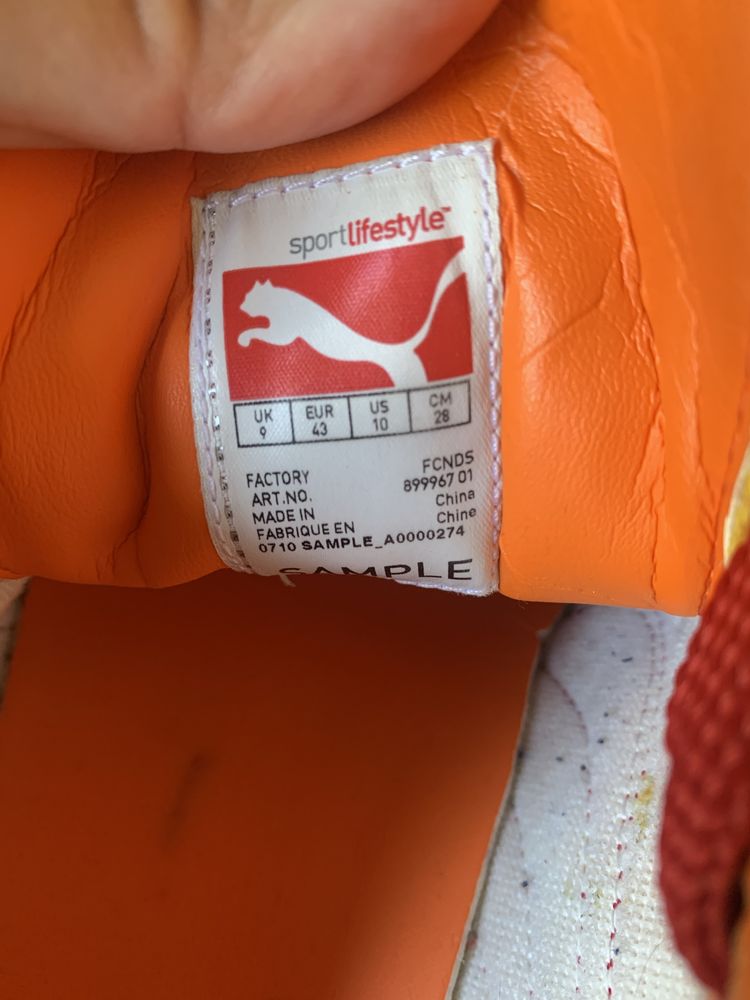 sportlifestyle™
UK EUR US CM
9 43 10 28
FACTORY FCNDS
ART.NO. 899967 01
MADE IN China
FABRIQUE EN Chine
0710 SAMPLE_A0000274
SAMPLE